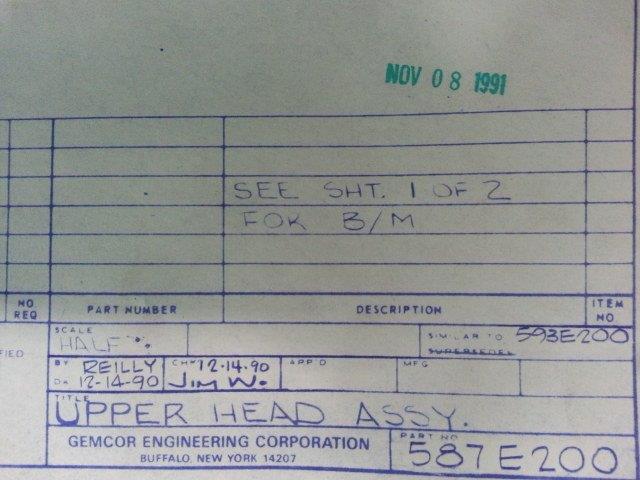 NOV 08 1991
SEE SHT. 1 OF 2
FOR B/M
NO REQ
PART NUMBER
DESCRIPTION
ITEM NO
FIED
SCALE
HALF
SIMILAR TO 593E200
SUPERSEDES
BY REILLY
DA 12-14-90
CHK 12.14.90
JIM W.
APP'D
MFG
TITLE
UPPER HEAD ASSY.
GEMCOR ENGINEERING CORPORATION
BUFFALO, NEW YORK 14207
PART NO
587E200